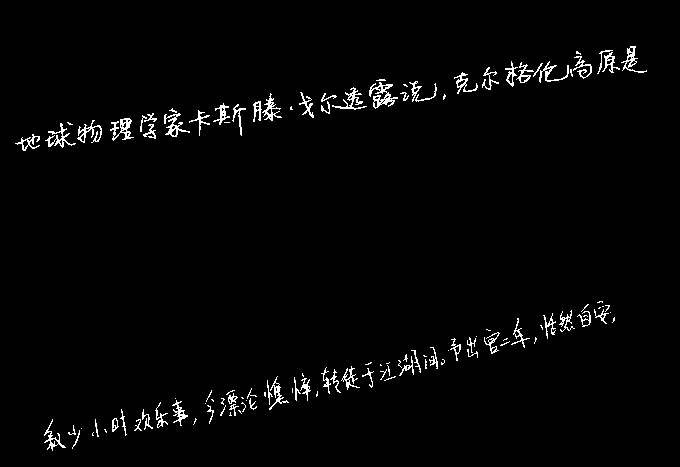 地球物理学家卡斯滕·戈尔透露说，克尔格伦高原是
叙少小时欢乐事，今漂沦憔悴，转徙于江湖间。予出官二年，恬然自安，